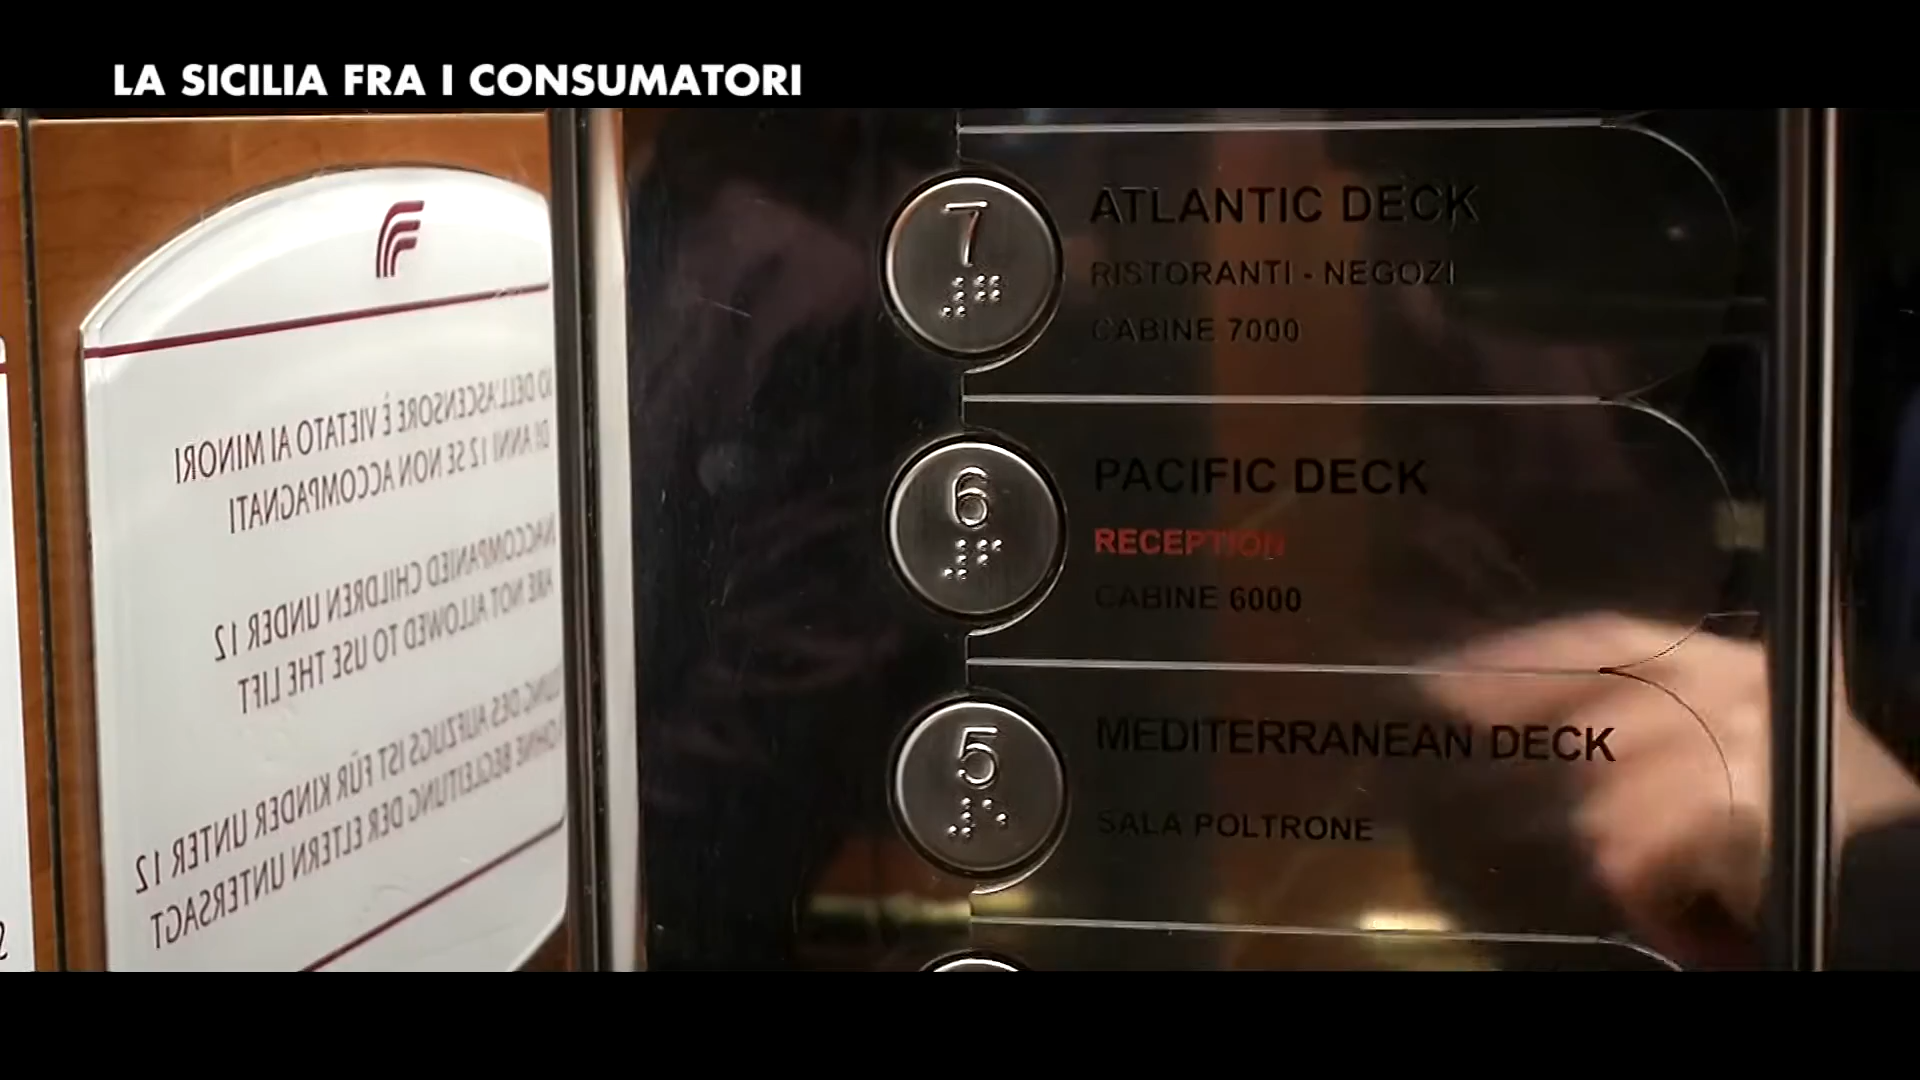 LA SICILIA FRA I CONSUMATORI
DELL'ASCENSORE È VIETATO AI MINORI
DI ANNI 12 SE NON ACCOMPAGNATI
CHILDREN UNDER 12
ARE NOT ALLOWED TO USE THE LIFT
DES AUFZUGS IST FÜR KINDER UNTER 12
OHNE BEGLEITUNG DER ELTERN UNTERSAGT
7
ATLANTIC DECK
RISTORANTI - NEGOZI
CABINE 7000
6
PACIFIC DECK
RECEPTION
CABINE 6000
5
MEDITERRANEAN DECK
SALA POLTRONE